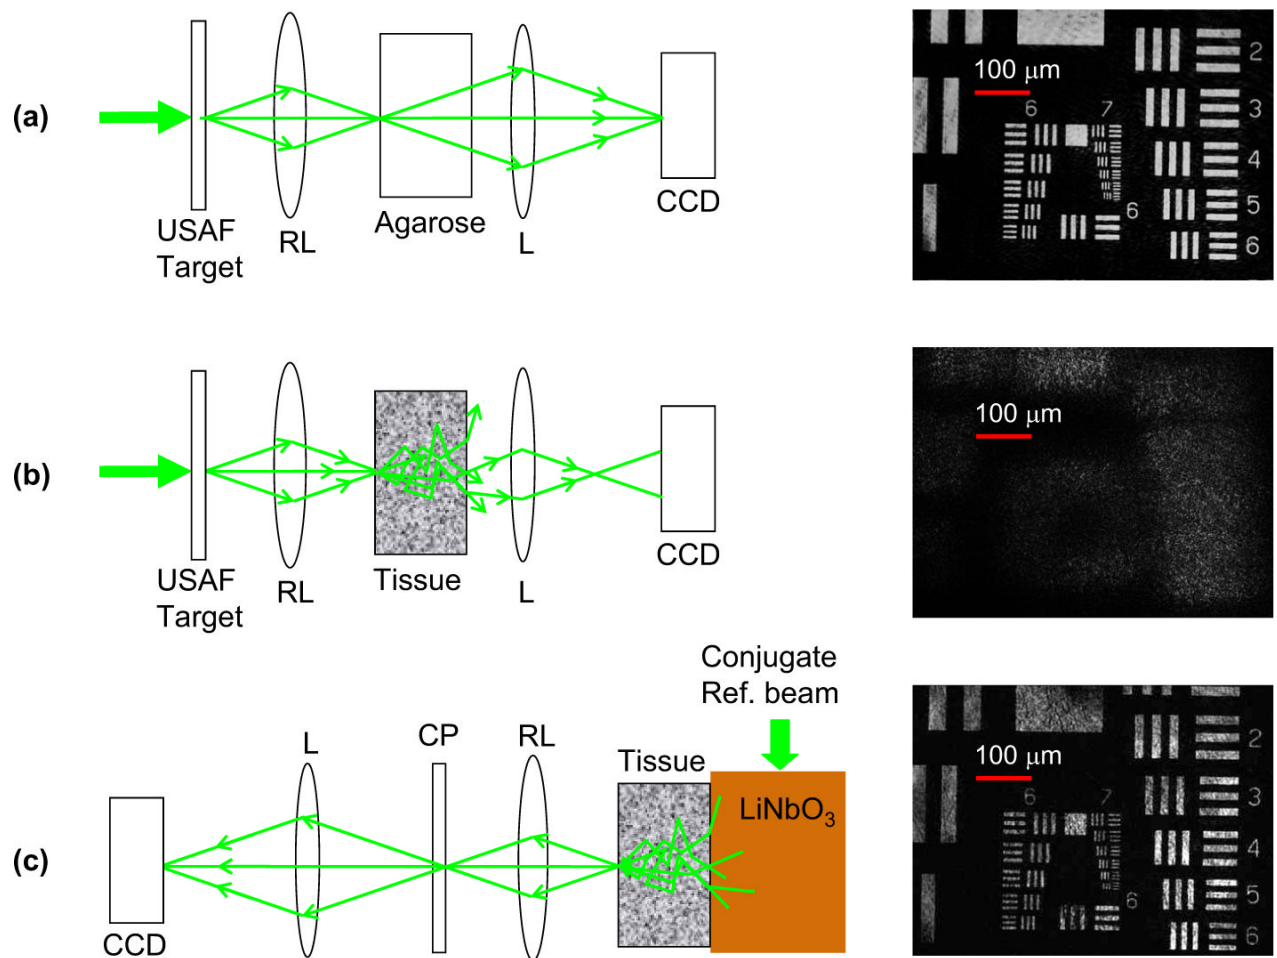 (a)
USAF
Target
RL
Agarose
L
CCD
100 μm
6
7
6
2
3
4
5
6
(b)
USAF
Target
RL
Tissue
L
CCD
100 μm
Conjugate
Ref. beam
(c)
CCD
L
CP
RL
Tissue
LiNbO₃
100 μm
6
7
6
2
3
4
5
6